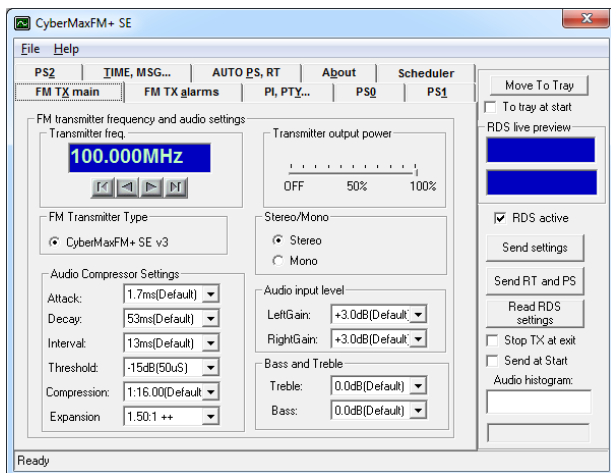 CyberMaxFM+ SE
File Help
PS2 TIME, MSG... AUTO PS, RT About Scheduler
FM TX main FM TX alarms PI, PTY... PS0 PS1
FM transmitter frequency and audio settings
Transmitter freq.
100.000MHz
Transmitter output power
OFF 50% 100%
FM Transmitter Type
CyberMaxFM+ SE v3
Stereo/Mono
Stereo
Mono
Audio Compressor Settings
Attack: 1.7ms(Default)
Decay: 53ms(Default)
Interval: 13ms(Default)
Threshold: -15dB(50uS)
Compression: 1:16.00(Default
Expansion 1.50:1 ++
Audio input level
LeftGain: +3.0dB(Default)
RightGain: +3.0dB(Default)
Bass and Treble
Treble: 0.0dB(Default)
Bass: 0.0dB(Default)
Move To Tray
To tray at start
RDS live preview
RDS active
Send settings
Send RT and PS
Read RDS
settings
Stop TX at exit
Send at Start
Audio histogram:
Ready